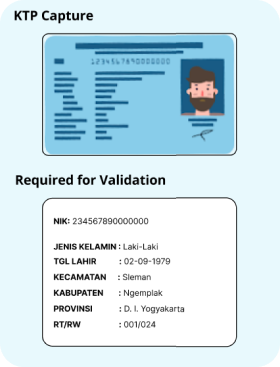 KTP Capture
1234567890000000
Required for Validation
NIK: 234567890000000
JENIS KELAMIN : Laki-Laki
TGL LAHIR : 02-09-1979
KECAMATAN : Sleman
KABUPATEN : Ngemplak
PROVINSI : D. I. Yogyakarta
RT/RW : 001/024